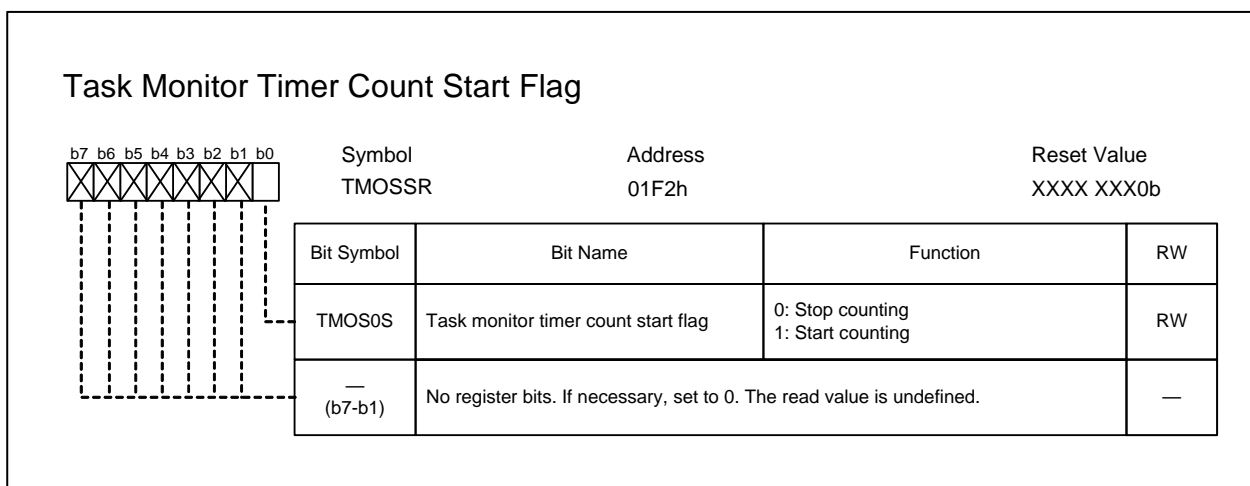 Task Monitor Timer Count Start Flag
b7 b6 b5 b4 b3 b2 b1 b0
Symbol Address Reset Value
TMOSSR 01F2h XXXX XXX0b
Bit Symbol Bit Name Function RW
TMOS0S Task monitor timer count start flag 0: Stop counting RW
1: Start counting
— (b7-b1) No register bits. If necessary, set to 0. The read value is undefined. —